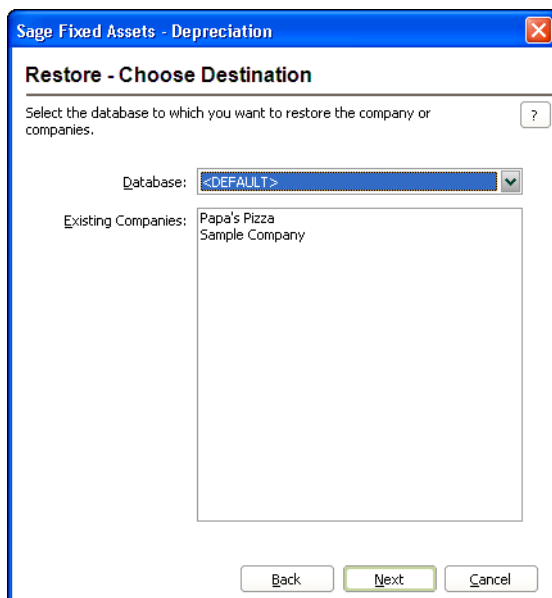 Sage Fixed Assets - Depreciation
Restore - Choose Destination
Select the database to which you want to restore the company or
companies.
?
Database: <DEFAULT>
Existing Companies: Papa's Pizza
Sample Company
Back Next Cancel